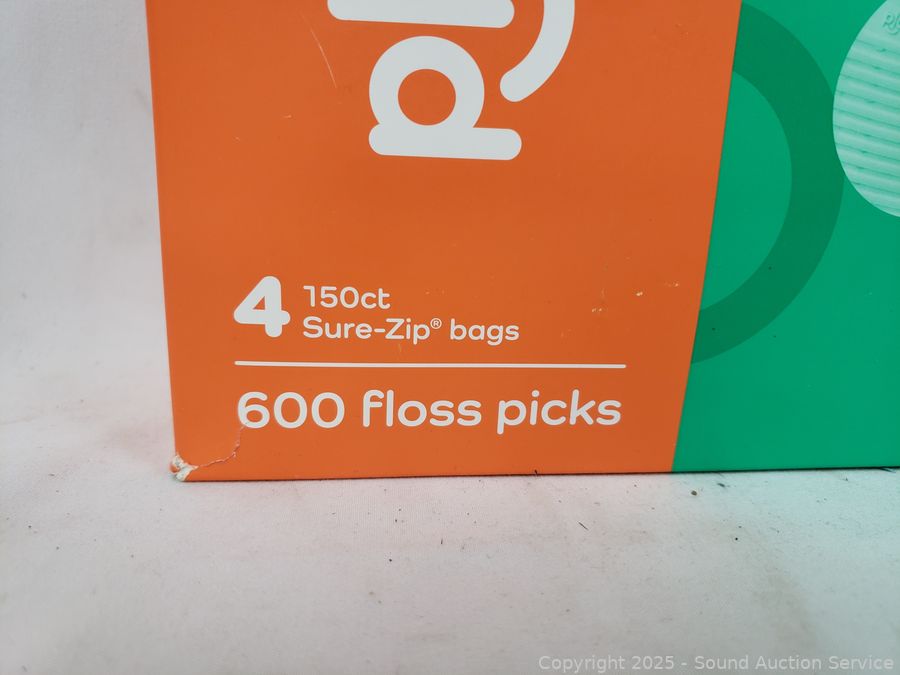 4 150ct
Sure-Zip® bags
600 floss picks
Copyright 2025 - Sound Auction Service